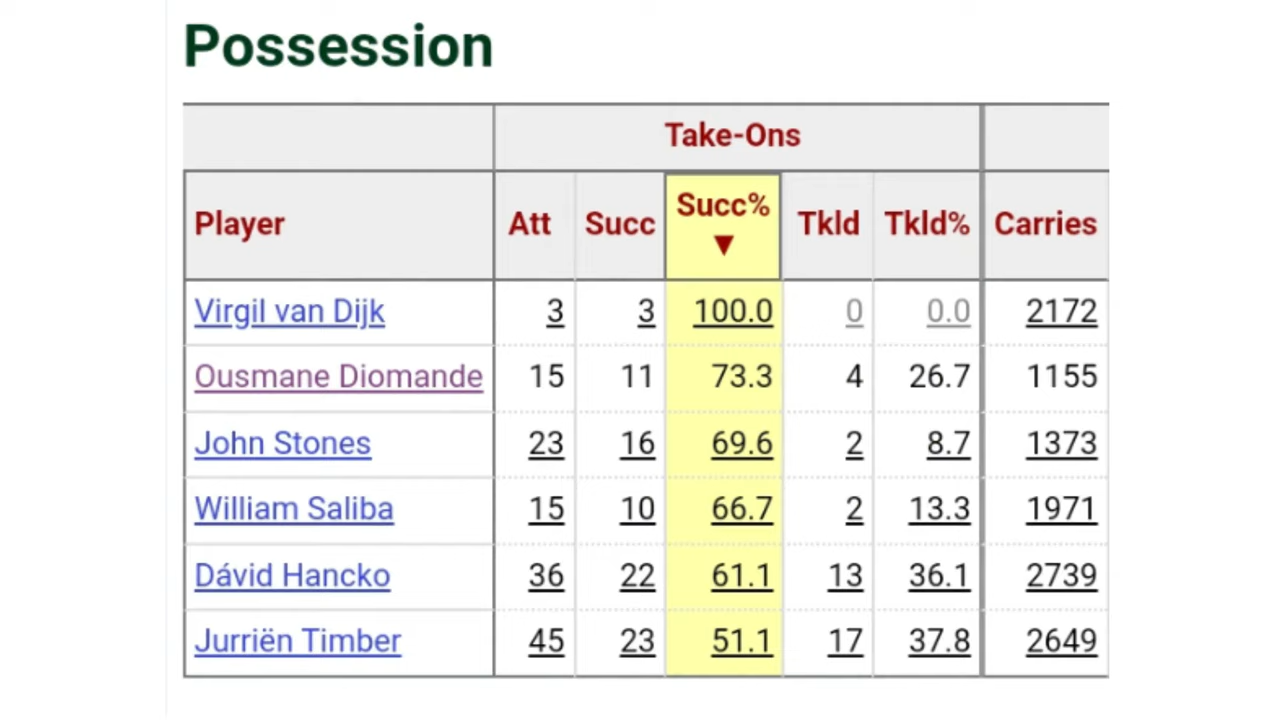 Possession
Take-Ons
Player Att Succ Succ% ▼ Tkld Tkld% Carries
Virgil van Dijk 3 3 100.0 0 0.0 2172
Ousmane Diomande 15 11 73.3 4 26.7 1155
John Stones 23 16 69.6 2 8.7 1373
William Saliba 15 10 66.7 2 13.3 1971
Dávid Hancko 36 22 61.1 13 36.1 2739
Jurriën Timber 45 23 51.1 17 37.8 2649